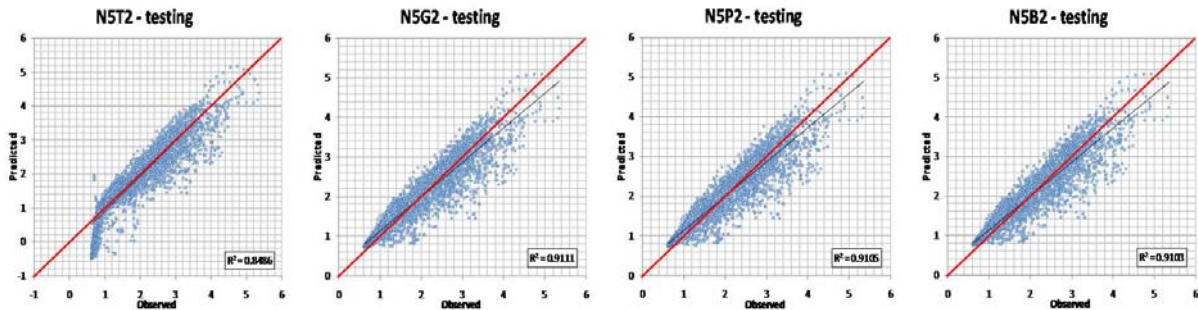 N5T2 - testing
6
5
4
3
2
1
0
-1
-1 0 1 2 3 4 5 6
Predicted
Observed
R² = 0.8486
N5G2 - testing
6
5
4
3
2
1
0
0 1 2 3 4 5 6
Predicted
Observed
R² = 0.9111
N5P2 - testing
6
5
4
3
2
1
0
0 1 2 3 4 5 6
Predicted
Observed
R² = 0.9105
N5B2 - testing
6
5
4
3
2
1
0
0 1 2 3 4 5 6
Predicted
Observed
R² = 0.9103